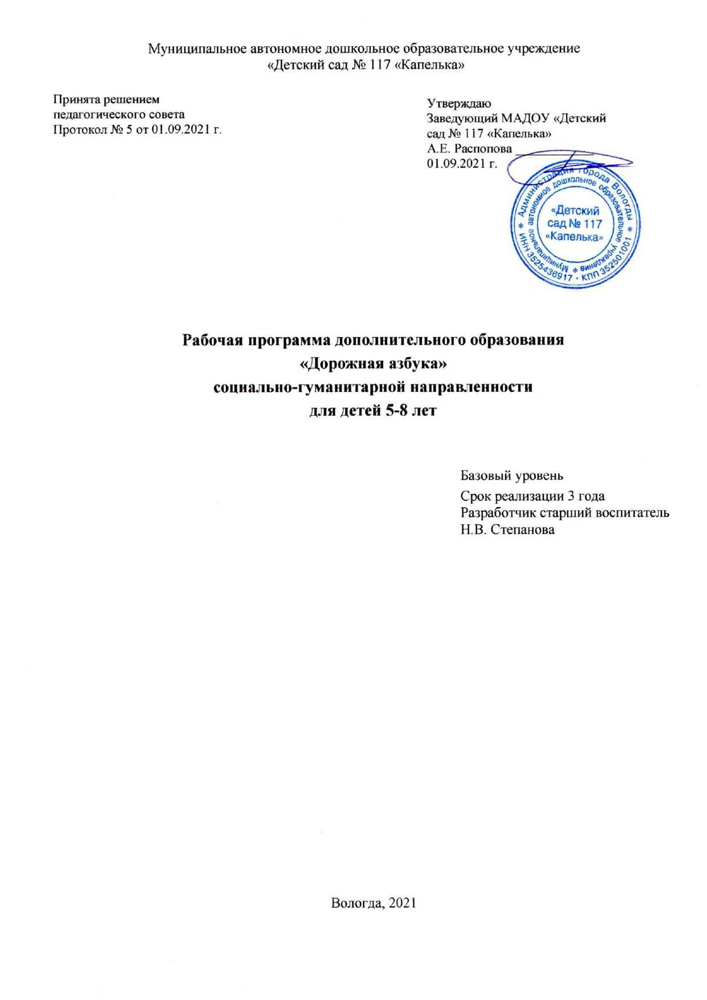 Муниципальное автономное дошкольное образовательное учреждение
«Детский сад № 117 «Капелька»
Принята решением
педагогического совета
Протокол № 5 от 01.09.2021 г.
Утверждаю
Заведующий МАДОУ «Детский
сад № 117 «Капелька»
А.Е. Распопова ____________
01.09.2021 г.
* Администрация города Вологды *
ИНН 3525436917 • КПП 352501001
* Муниципальное автономное дошкольное образовательное учреждение
«Детский
сад № 117
«Капелька»
Рабочая программа дополнительного образования
«Дорожная азбука»
социально-гуманитарной направленности
для детей 5-8 лет
Базовый уровень
Срок реализации 3 года
Разработчик старший воспитатель
Н.В. Степанова
Вологда, 2021